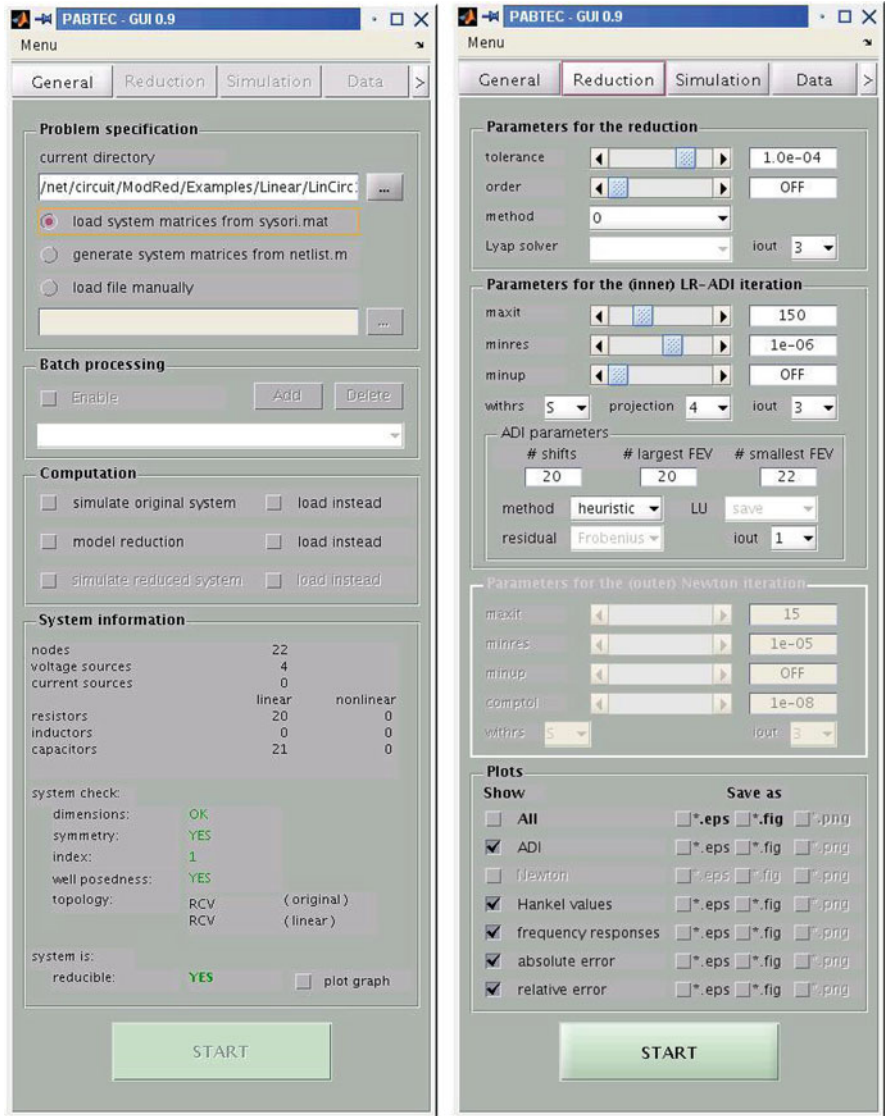 PABTEC - GUI 0.9
Menu
General Reduction Simulation Data >
Problem specification
current directory
/net/circuit/ModRed/Examples/Linear/LinCirc ...
load system matrices from sysori.mat
generate system matrices from netlist.m
load file manually
...
Batch processing
Enable Add Delete
Computation
simulate original system load instead
model reduction load instead
simulate reduced system load instead
System information
nodes 22
voltage sources 4
current sources 0
linear nonlinear
resistors 20 0
inductors 0 0
capacitors 21 0
system check:
dimensions: OK
symmetry: YES
index: 1
well posedness: YES
topology: RCV (original)
RCV (linear)
system is:
reducible: YES plot graph
START
PABTEC - GUI 0.9
Menu
General Reduction Simulation Data >
Parameters for the reduction
tolerance 1.0e-04
order OFF
method 0
Lyap solver iout 3
Parameters for the (inner) LR-ADI iteration
maxit 150
minres 1e-06
minup OFF
withrs S projection 4 iout 3
ADI parameters
# shifts # largest FEV # smallest FEV
20 20 22
method heuristic LU save
residual Frobenius iout 1
Parameters for the (outer) Newton iteration
maxit 15
minres 1e-05
minup OFF
comptol 1e-08
withrs S iout 3
Plots
Show Save as
All *.eps *.fig *.png
ADI *.eps *.fig *.png
Newton *.eps *.fig *.png
Hankel values *.eps *.fig *.png
frequency responses *.eps *.fig *.png
absolute error *.eps *.fig *.png
relative error *.eps *.fig *.png
START